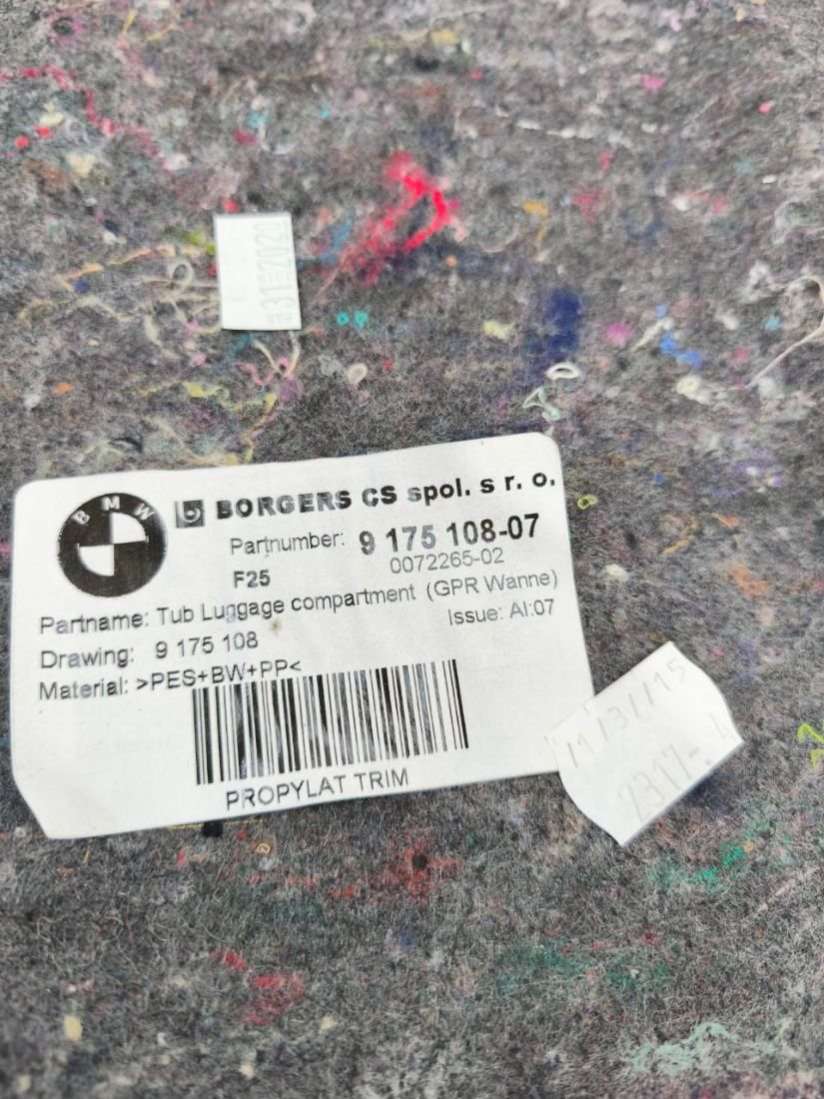 BMW
BORGERS CS spol. s r. o.
Partnumber: 9 175 108-07
F25
0072265-02
Partname: Tub Luggage compartment (GPR Wanne)
Drawing: 9 175 108
Issue: AI:07
Material: >PES+BW+PP<
PROPYLAT TRIM